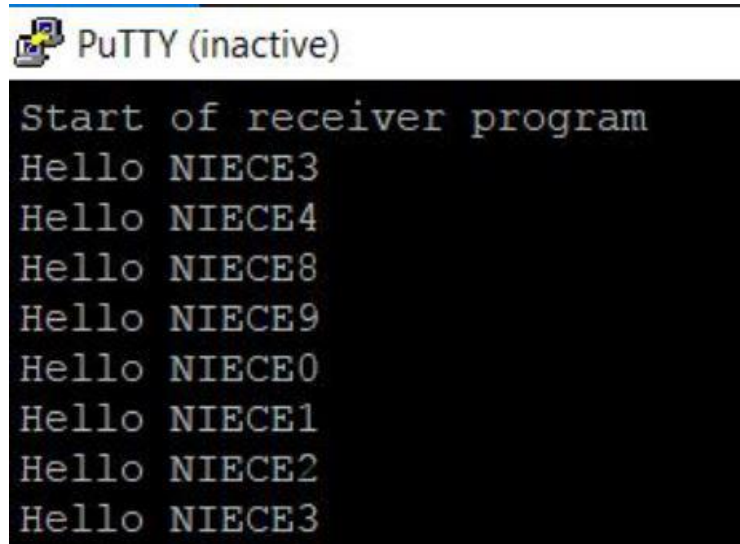 PuTTY (inactive)
Start of receiver program
Hello NIECE3
Hello NIECE4
Hello NIECE8
Hello NIECE9
Hello NIECE0
Hello NIECE1
Hello NIECE2
Hello NIECE3